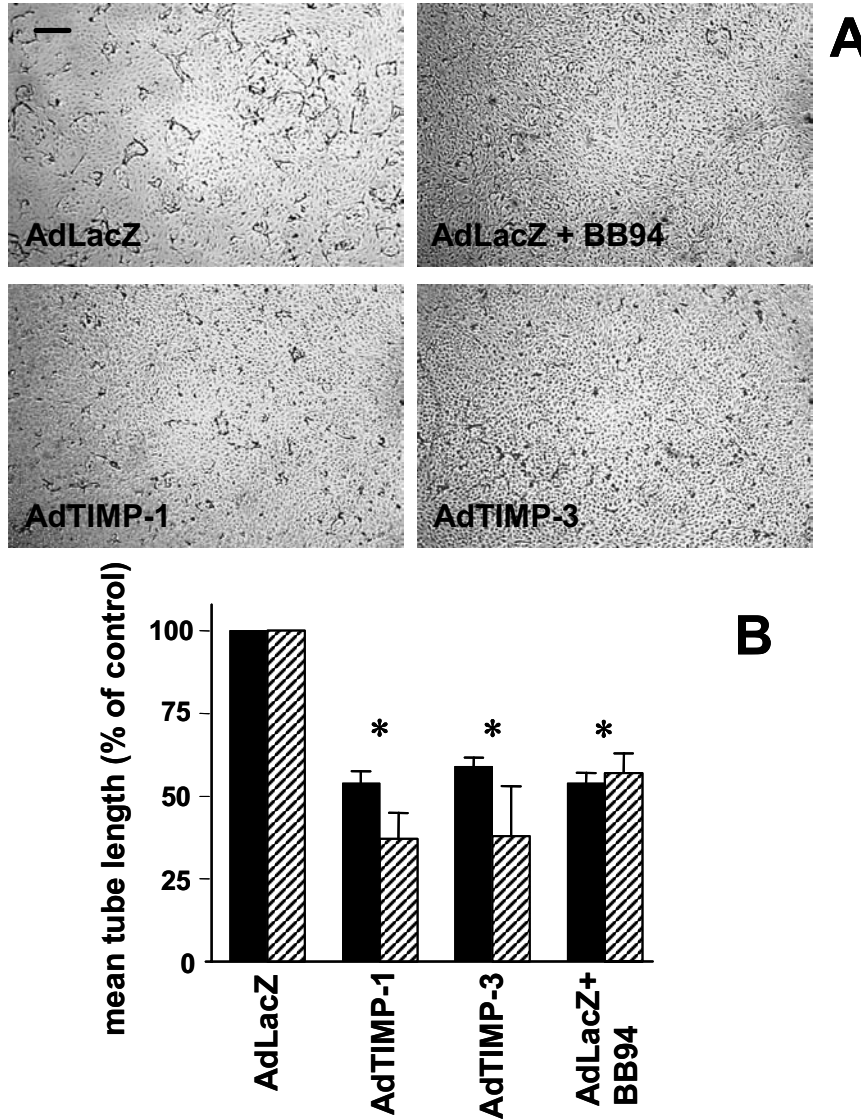 A
AdLacZ
AdLacZ + BB94
AdTIMP-1
AdTIMP-3
B
mean tube length (% of control)
100
75
50
25
0
*
*
*
AdLacZ
AdTIMP-1
AdTIMP-3
AdLacZ+
BB94